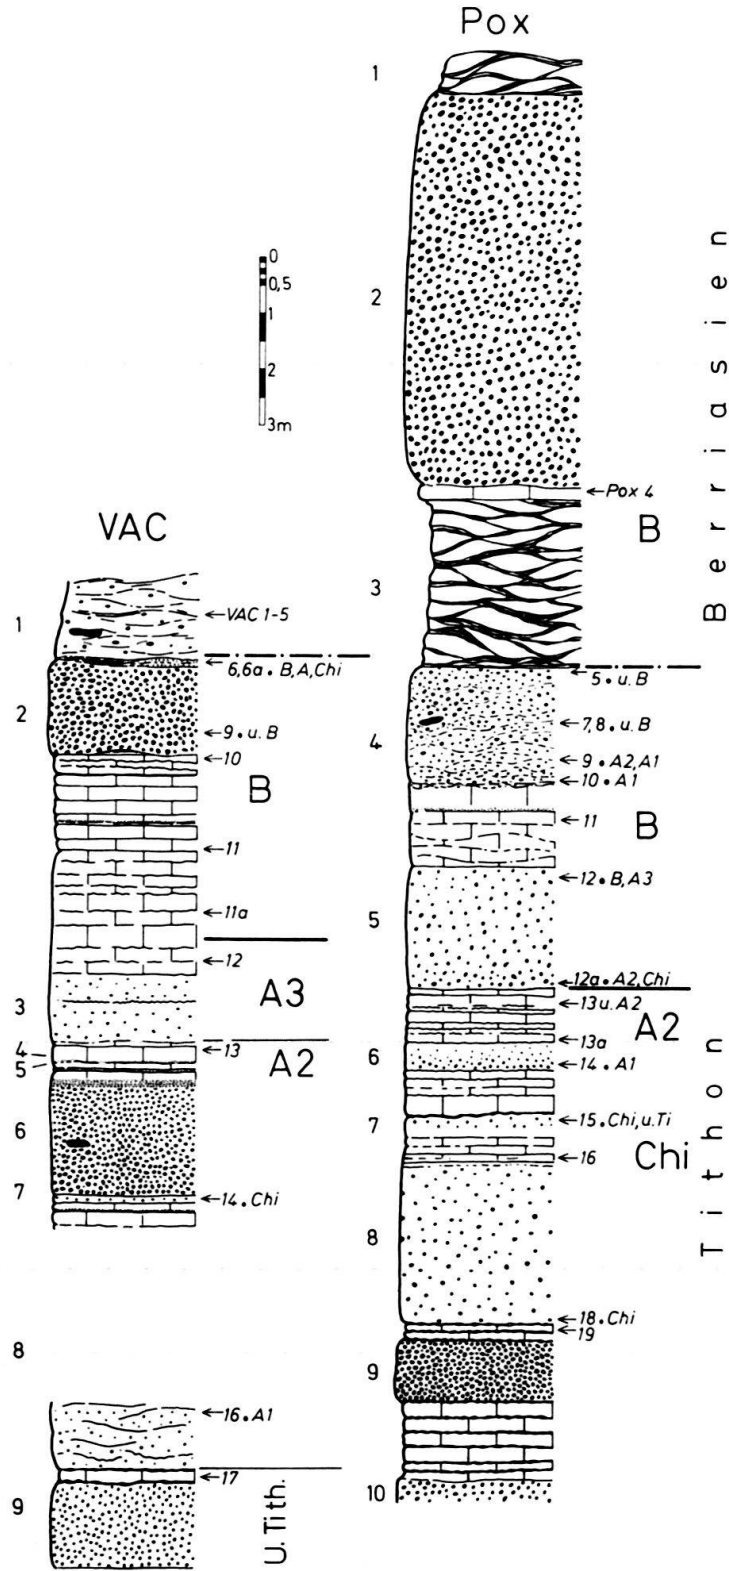 Pox
1
2
←Pox 4
B
3
5 • u. B
7,8 • u. B
4
9 • A2, A1
10 • A1
11
B
12 • B, A3
5
12a • A2, Chi
13 u. A2
A2
13a
6
14 • A1
7
15 • Chi, u. Ti
16
Chi
8
18 • Chi
19
9
10
Berriasien
Tithon
0
0,5
1
2
3m
VAC
1
←VAC 1-5
6,6a • B, A, Chi
2
9 • u. B
10
B
11
11a
12
A3
3
4
13
A2
5
6
7
14 • Chi
8
16 • A1
17
9
U. Tith.